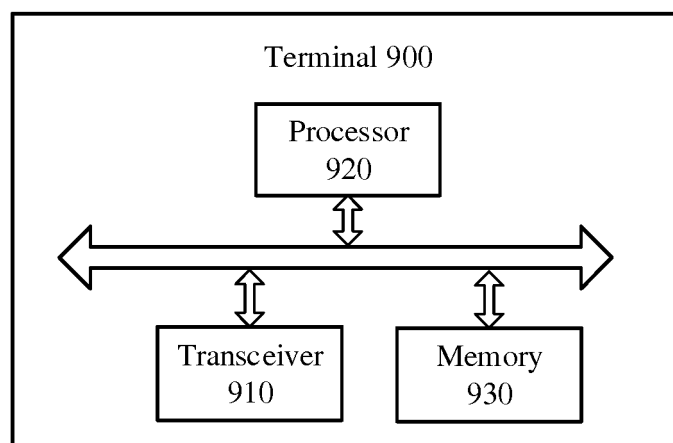 Terminal 900
Processor
920
Transceiver
910
Memory
930